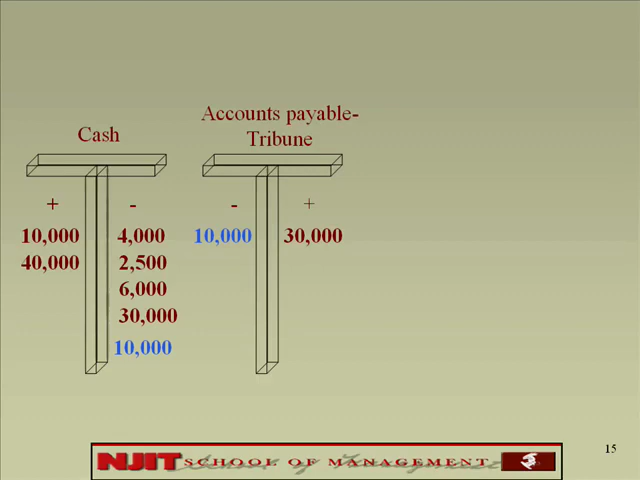 Accounts payable-
Tribune
Cash
+ - - +
10,000 4,000 10,000 30,000
40,000 2,500
6,000
30,000
10,000
15
NJIT SCHOOL OF MANAGEMENT